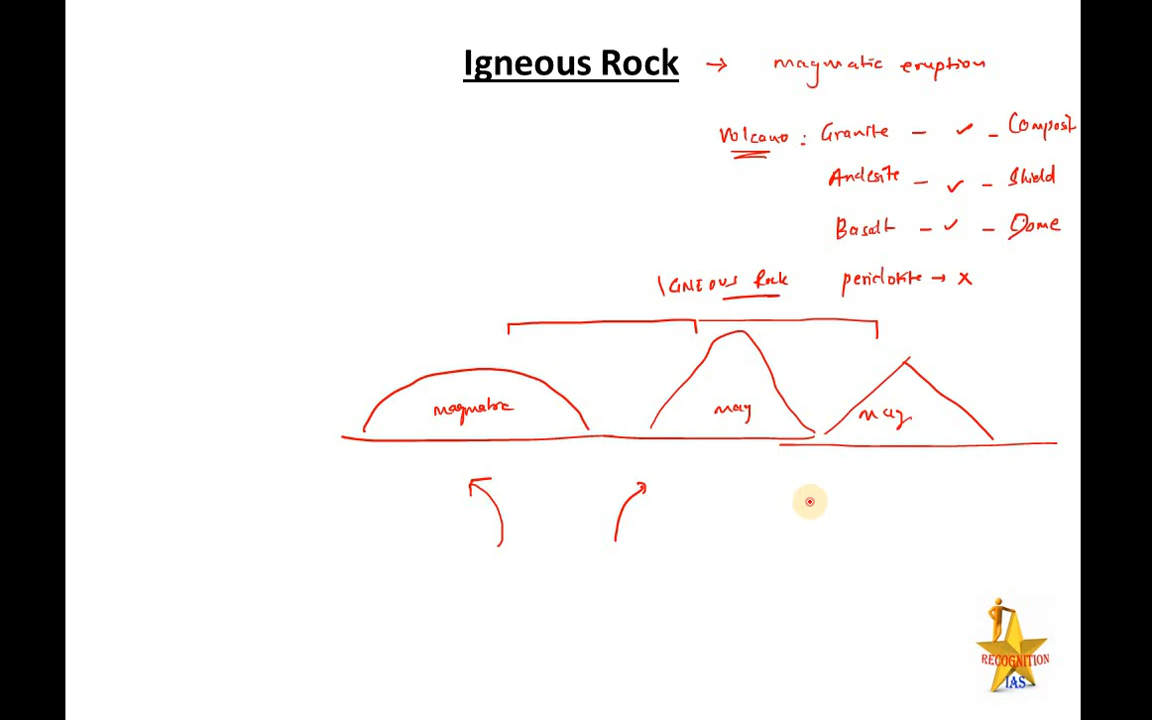 Igneous Rock → magmatic eruption
Volcano : Granite - ✓ - Composit
Andesite - ✓ - Shield
Basalt - ✓ - Dome
IGNEOUS Rock peridotite → x
magmatic mag mag
RECOGNITION
IAS